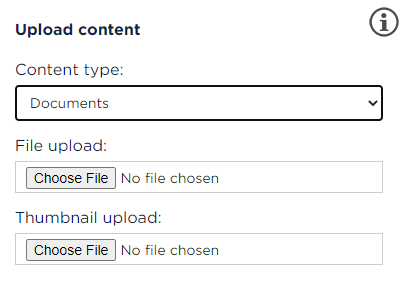 Upload content
Content type:
Documents
File upload:
Choose File No file chosen
Thumbnail upload:
Choose File No file chosen